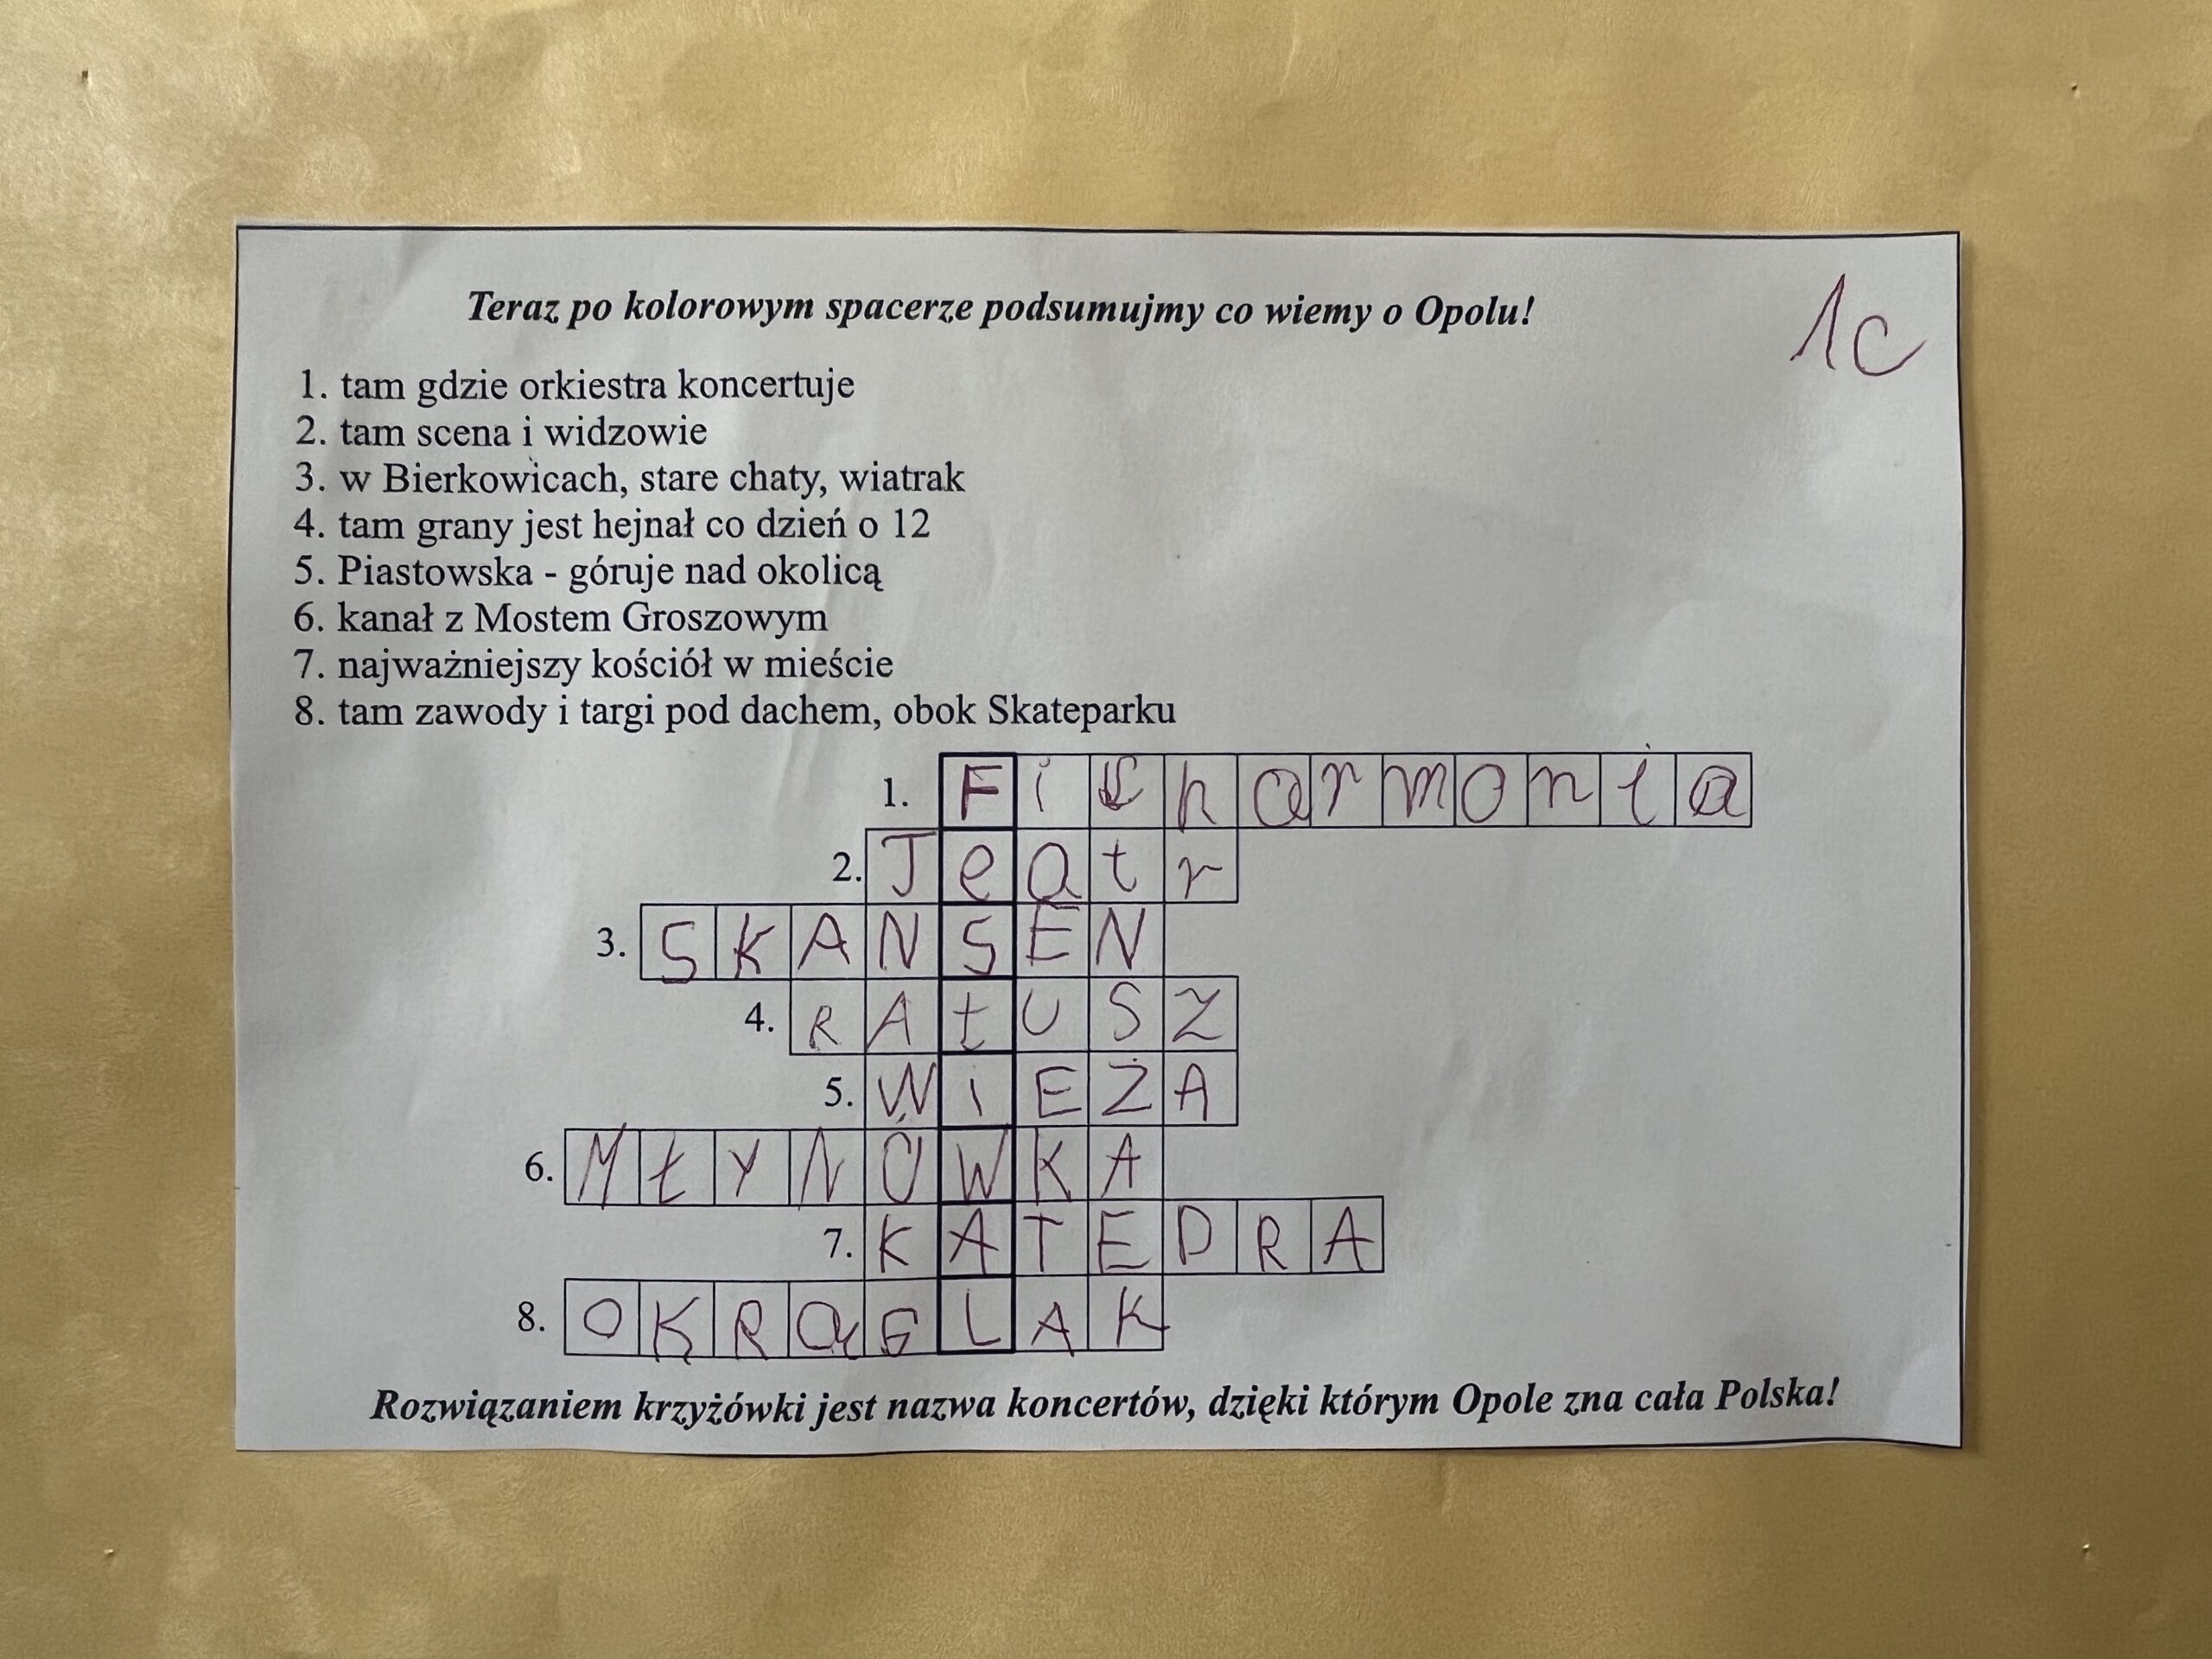 Teraz po kolorowym spacerze podsumujmy co wiemy o Opolu!
1c
1. tam gdzie orkiestra koncertuje
2. tam scena i widzowie
3. w Bierkowicach, stare chaty, wiatrak
4. tam grany jest hejnał co dzień o 12
5. Piastowska - góruje nad okolicą
6. kanał z Mostem Groszowym
7. najważniejszy kościół w mieście
8. tam zawody i targi pod dachem, obok Skateparku
1. Filharmonia
2. Teatr
3. SKANSEN
4. RAtUSZ
5. WiEŻA
6. MŁYNÓWKA
7. KATEDRA
8. OKRąGLAK
Rozwiązaniem krzyżówki jest nazwa koncertów, dzięki którym Opole zna cała Polska!